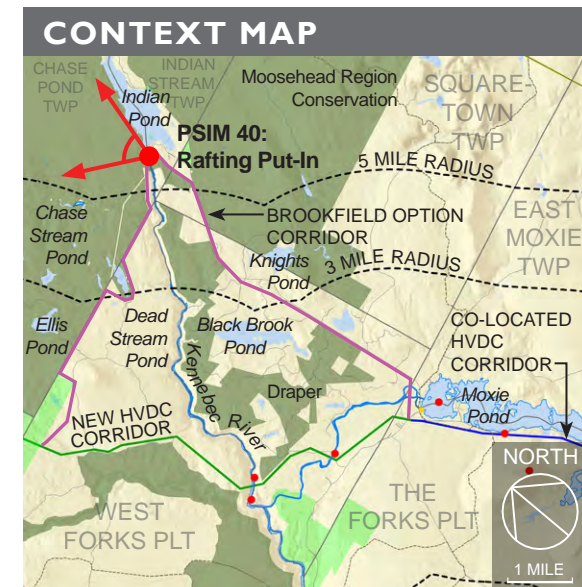 CONTEXT MAP
CHASE
POND
TWP
INDIAN
STREAM
TWP
Indian
Pond
Moosehead Region
Conservation
SQUARE-
TOWN
TWP
PSIM 40:
Rafting Put-In
5 MILE RADIUS
Chase
Stream
Pond
BROOKFIELD OPTION
CORRIDOR
EAST
MOXIE
TWP
Knights
Pond
3 MILE RADIUS
Ellis
Pond
Dead
Stream
Pond
Black Brook
Pond
CO-LOCATED
HVDC
CORRIDOR
Kennebec River
Draper
Moxie
Pond
NEW HVDC
CORRIDOR
NORTH
WEST
FORKS PLT
THE
FORKS PLT
1 MILE